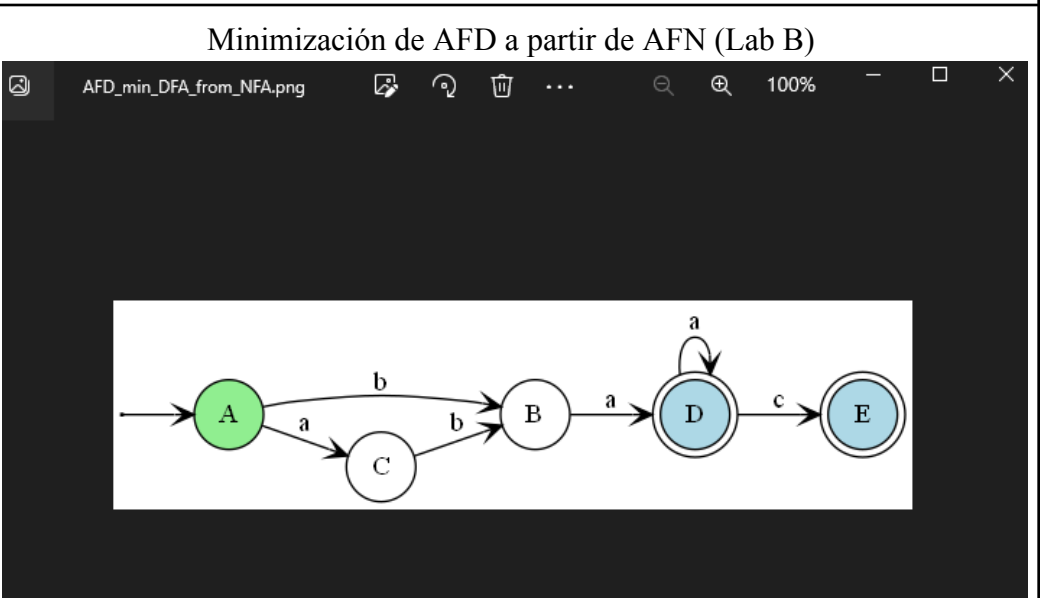 Minimización de AFD a partir de AFN (Lab B)
AFD_min_DFA_from_NFA.png
100%
a
b
A
a
b
B
a
D
c
E
C